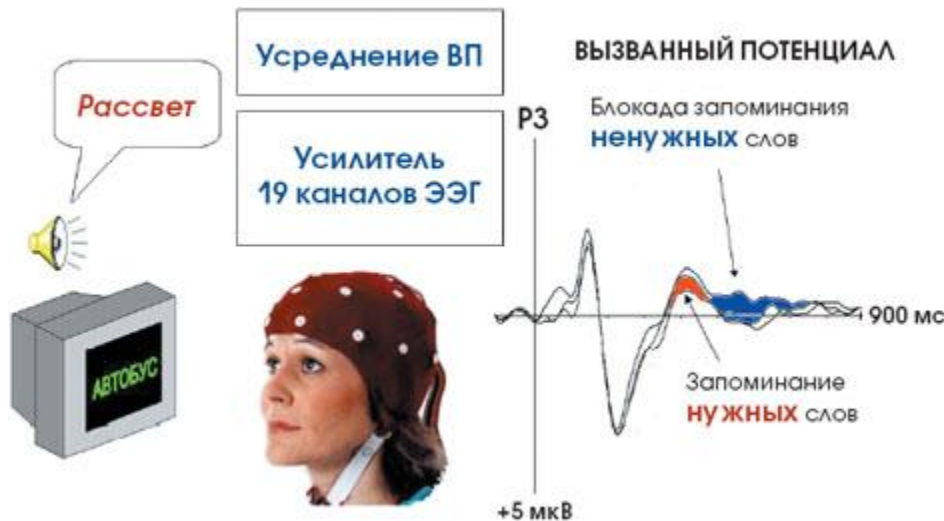 Рассвет
АВТОБУС
Усреднение ВП
Усилитель
19 каналов ЭЭГ
ВЫЗВАННЫЙ ПОТЕНЦИАЛ
Блокада запоминания
ненужных слов
P3
900 мс
Запоминание
нужных слов
+5 мкВ